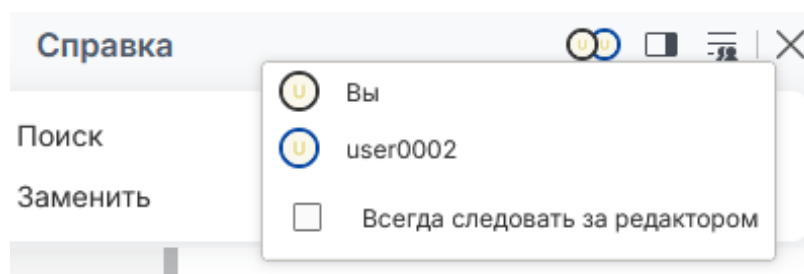 Справка
U U
U Вы
Поиск
U user0002
Заменить
Всегда следовать за редактором